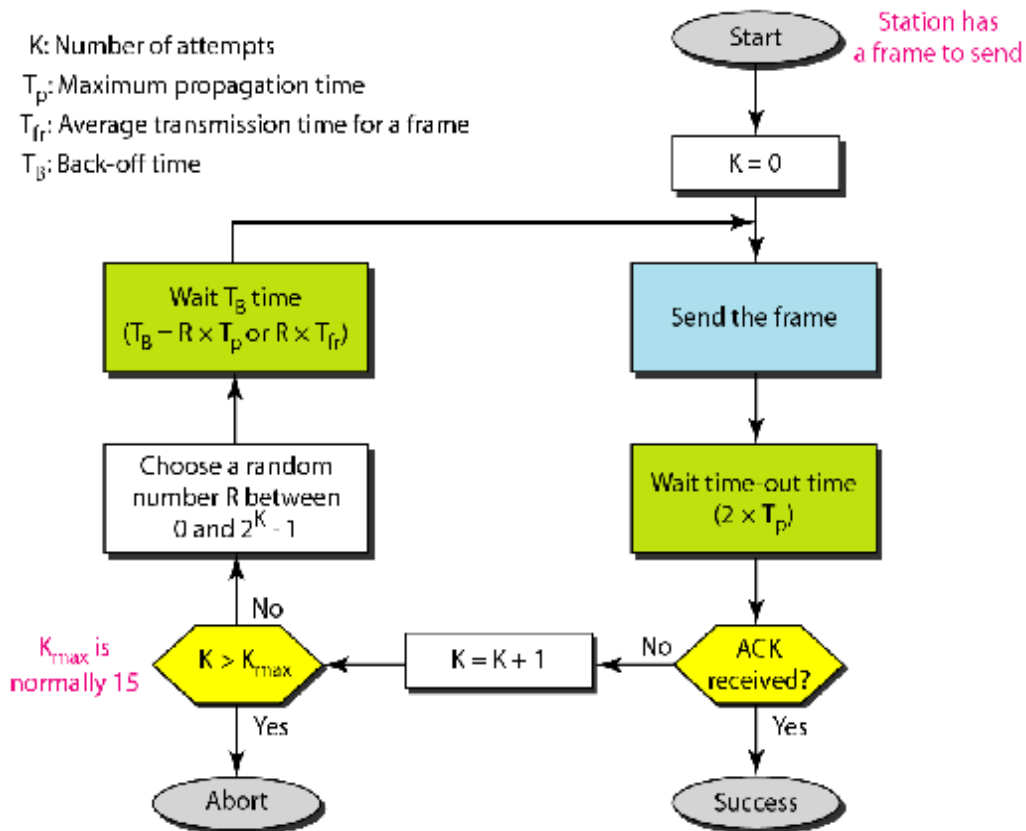 K: Number of attempts
Tp: Maximum propagation time
Tfr: Average transmission time for a frame
TB: Back-off time
Start
Station has
a frame to send
K = 0
Wait TB time
(TB – R × Tp or R × Tfr)
Send the frame
Choose a random
number R between
0 and 2^K - 1
Wait time-out time
(2 × Tp)
No
Kmax is
normally 15
K > Kmax
K = K + 1
No
ACK
received?
Yes
Yes
Abort
Success